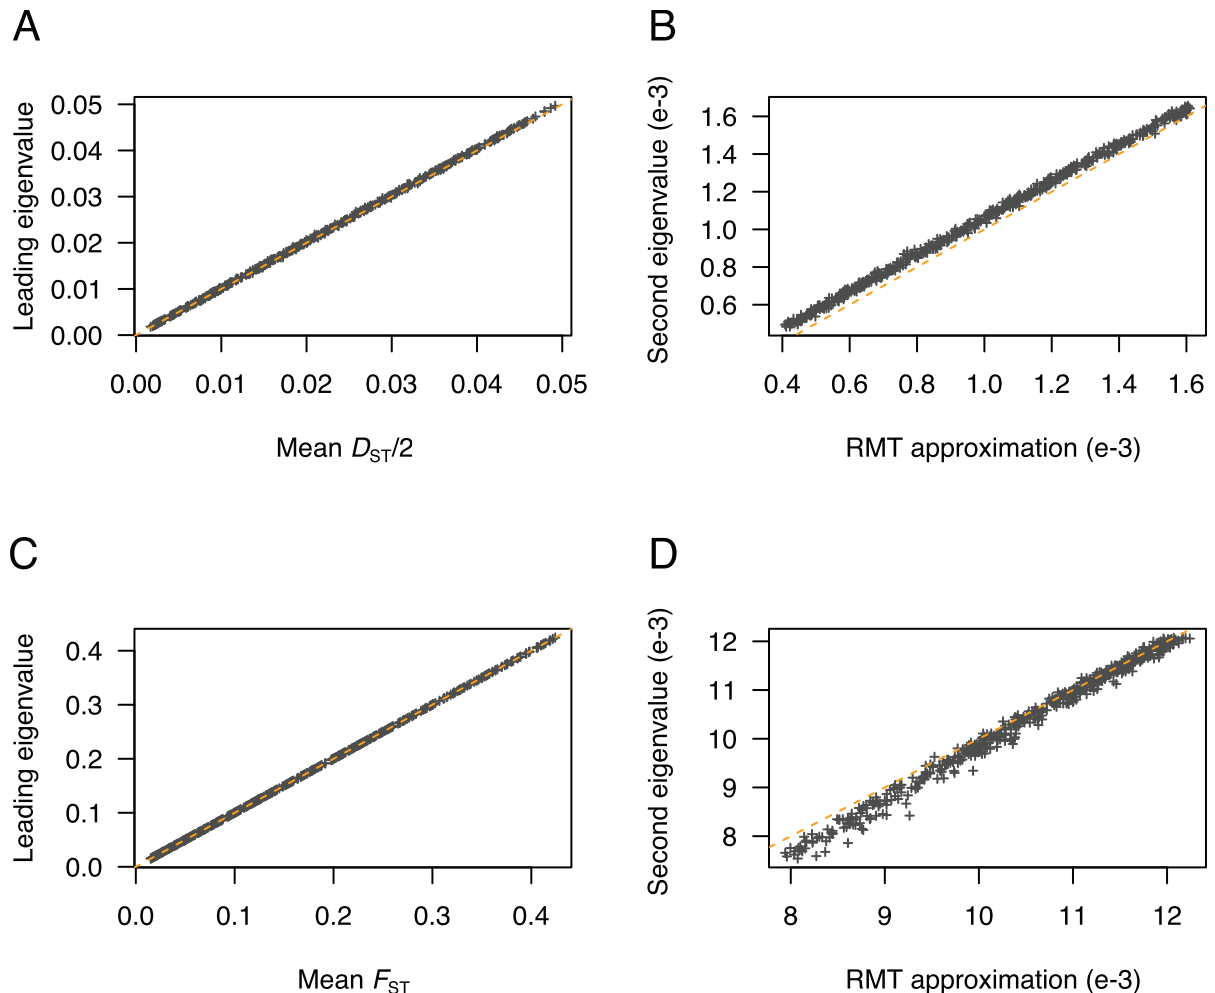 A
Leading eigenvalue
0.05
0.04
0.03
0.02
0.01
0.00
0.00 0.01 0.02 0.03 0.04 0.05
Mean DST/2
B
Second eigenvalue (e-3)
1.6
1.4
1.2
1.0
0.8
0.6
0.4 0.6 0.8 1.0 1.2 1.4 1.6
RMT approximation (e-3)
C
Leading eigenvalue
0.4
0.3
0.2
0.1
0.0
0.0 0.1 0.2 0.3 0.4
Mean FST
D
Second eigenvalue (e-3)
12
11
10
9
8
8 9 10 11 12
RMT approximation (e-3)